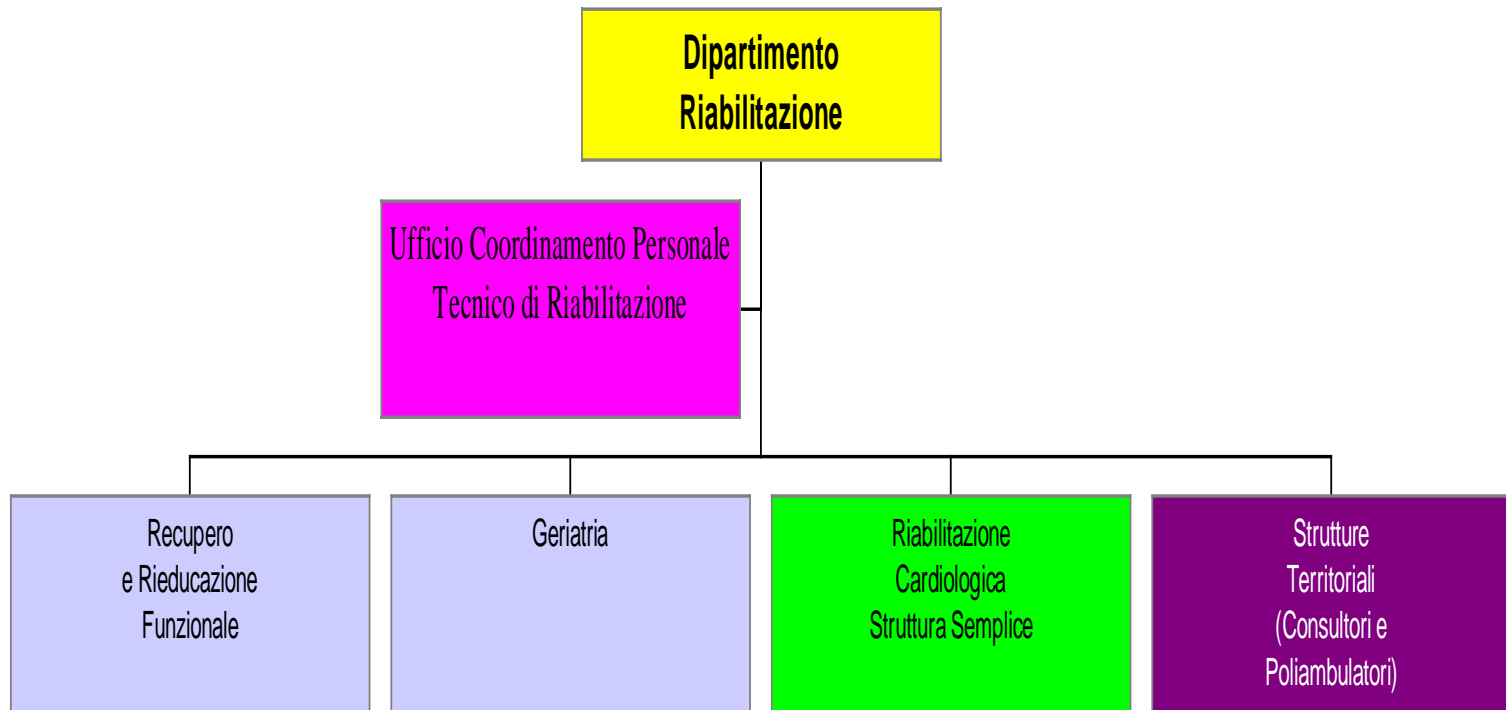 Dipartimento
Riabilitazione
Ufficio Coordinamento Personale
Tecnico di Riabilitazione
Recupero
e Rieducazione
Funzionale
Geriatria
Riabilitazione
Cardiologica
Struttura Semplice
Strutture
Territoriali
(Consultori e
Poliambulatori)